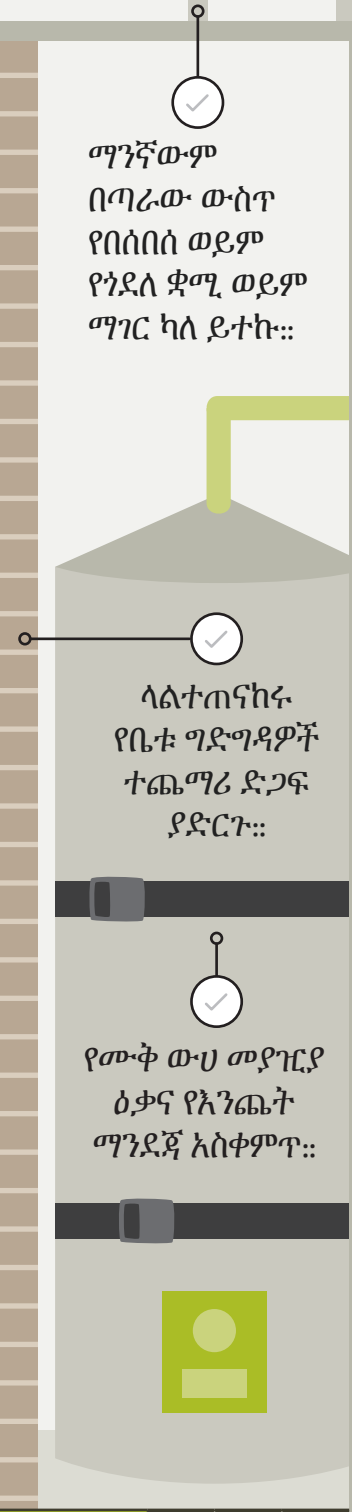 ማንኛውም
በጣራው ውስጥ
የበሰበሰ ወይም
የጎደለ ቋሚ ወይም
ማገር ካለ ይተኩ።
ላልተጠናከሩ
የቤቱ ግድግዳዎች
ተጨማሪ ድጋፍ
ያድርጉ።
የሙቅ ውሀ መያዢያ
ዕቃና የእንጨት
ማንደጃ አስቀምጥ።